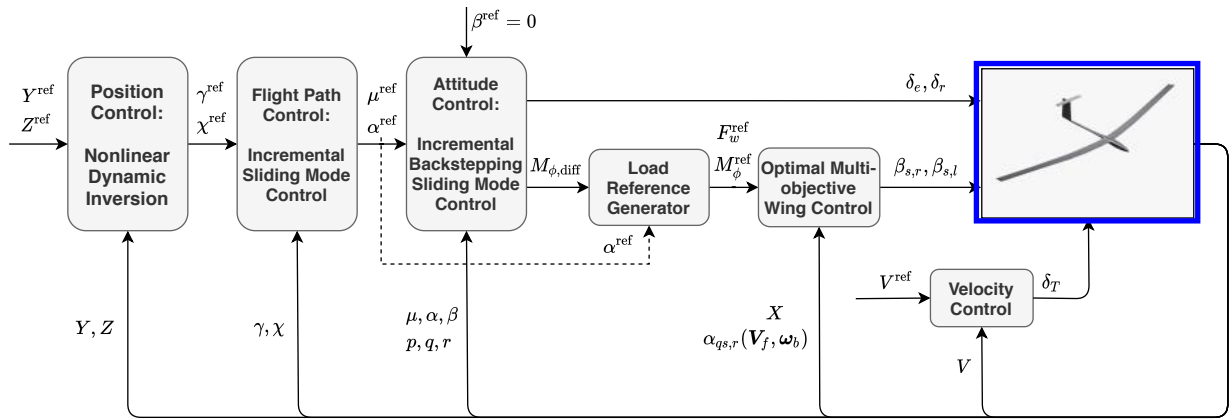 β^ref = 0
Y^ref
Z^ref
Position
Control:
Nonlinear
Dynamic
Inversion
γ^ref
χ^ref
Flight Path
Control:
Incremental
Sliding Mode
Control
μ^ref
α^ref
Attitude
Control:
Incremental
Backstepping
Sliding Mode
Control
δ_e, δ_r
M_ϕ,diff
Load
Reference
Generator
α^ref
F_w^ref
M_ϕ^ref
Optimal Multi-
objective
Wing Control
β_s,r, β_s,l
V^ref
Velocity
Control
δ_T
Y, Z
γ, χ
μ, α, β
p, q, r
X
α_qs,r(V_f, ω_b)
V